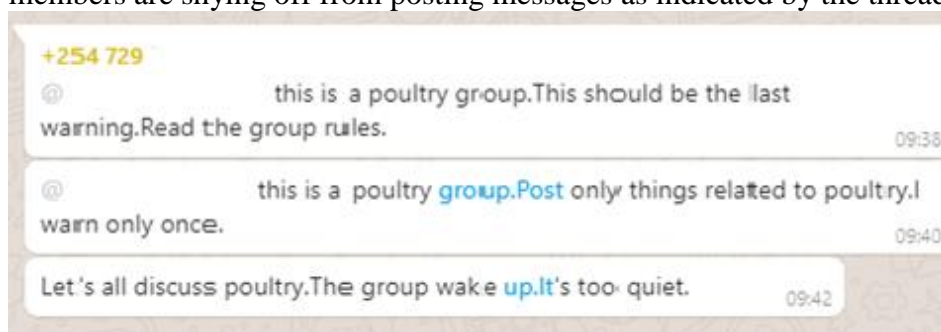 members are shying off from posting messages as indicated by the thread
+254 729
@ this is a poultry group.This should be the last
warning.Read the group rules.
09:38
@ this is a poultry group.Post only things related to poultry.I
warn only once.
09:40
Let's all discuss poultry.The group wake up.It's too quiet.
09:42